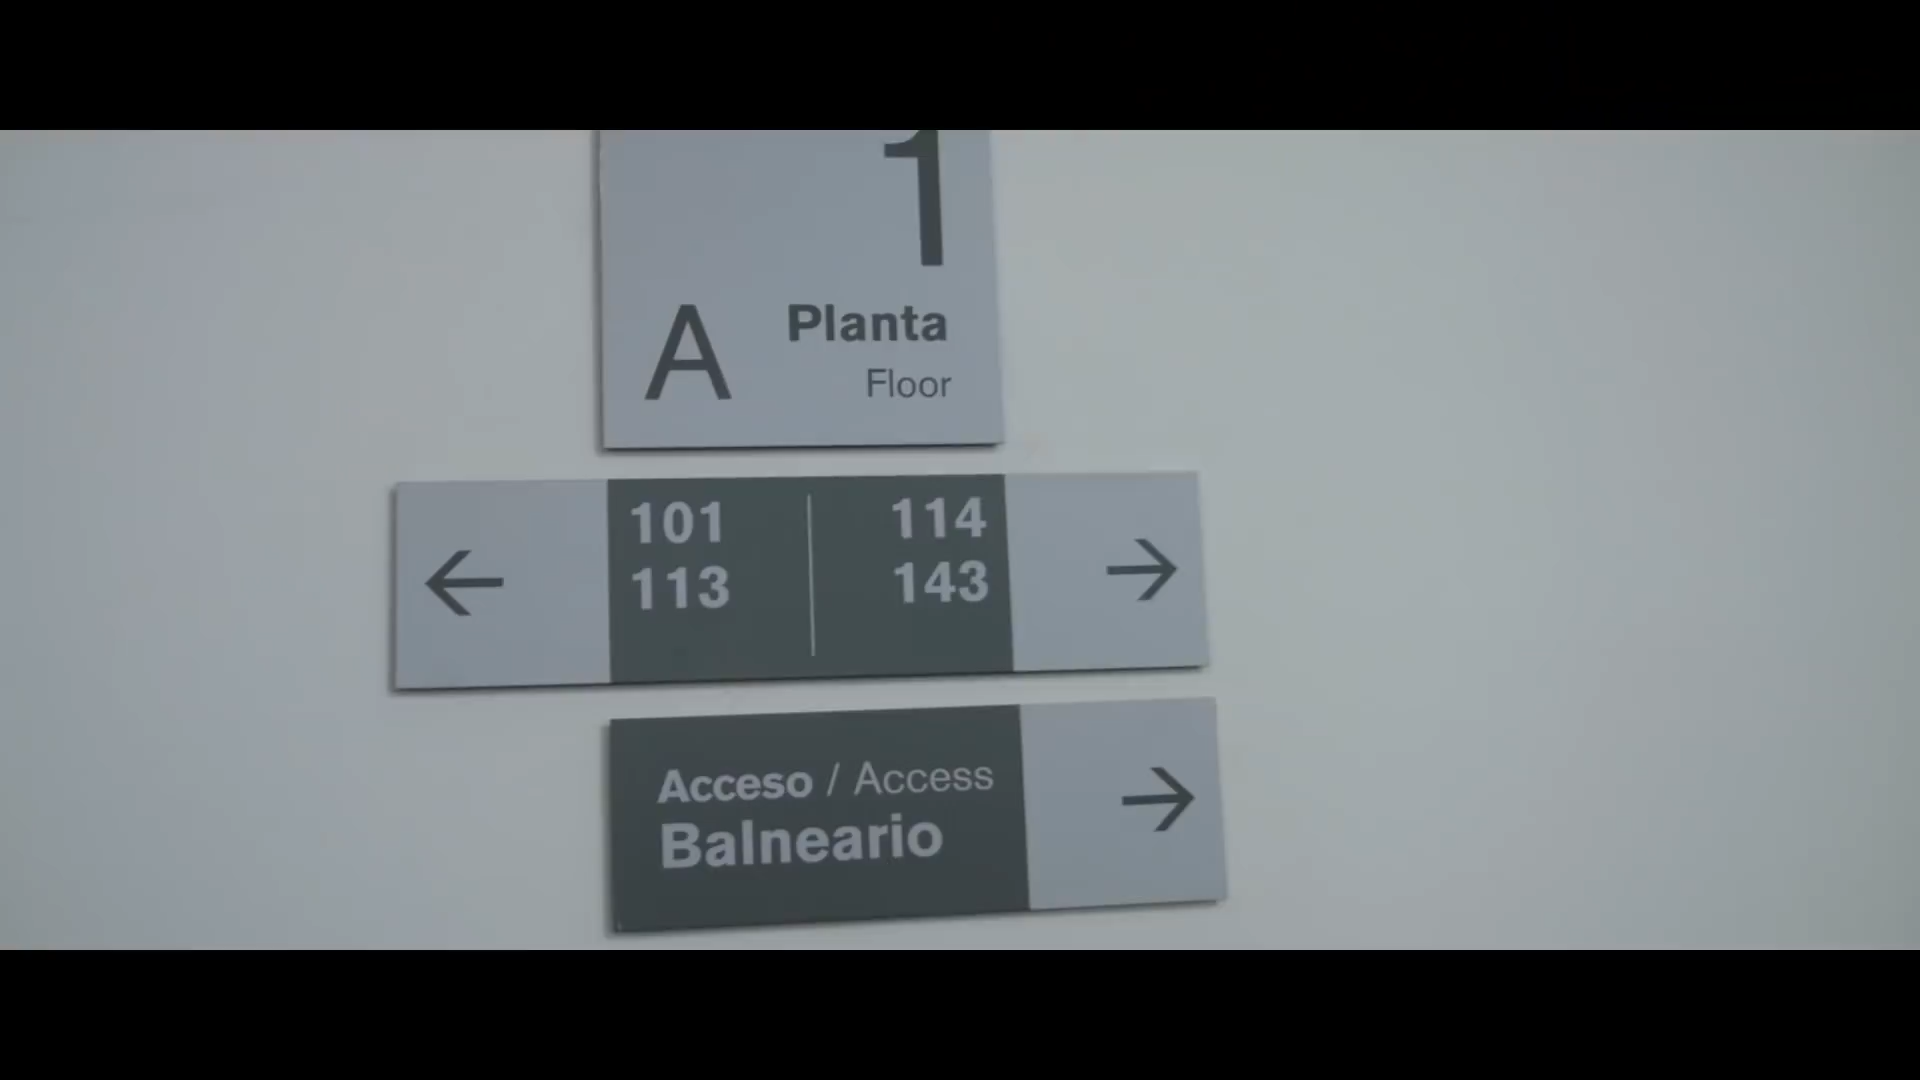 1
A Planta
Floor
101 114
113 143
Acceso / Access
Balneario